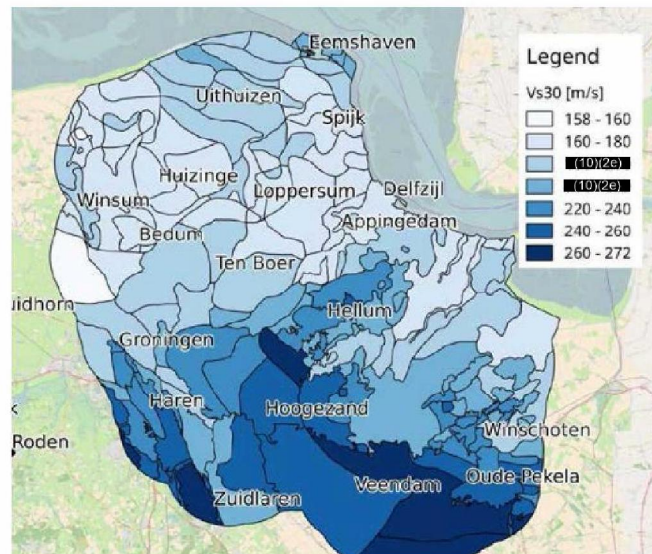 Eemshaven
Legend
Vs30 [m/s]
158 - 160
160 - 180
(10)(2e)
(10)(2e)
220 - 240
240 - 260
260 - 272
Uithuizen
Spijk
Huizinge
Loppersum
Delfzijl
Winsum
Appingedam
Bedum
Ten Boer
uidhorn
Hellum
Groningen
Haren
Hoogezand
k
Roden
Winschoten
Veendam
Oude Pekela
Zuidlaren